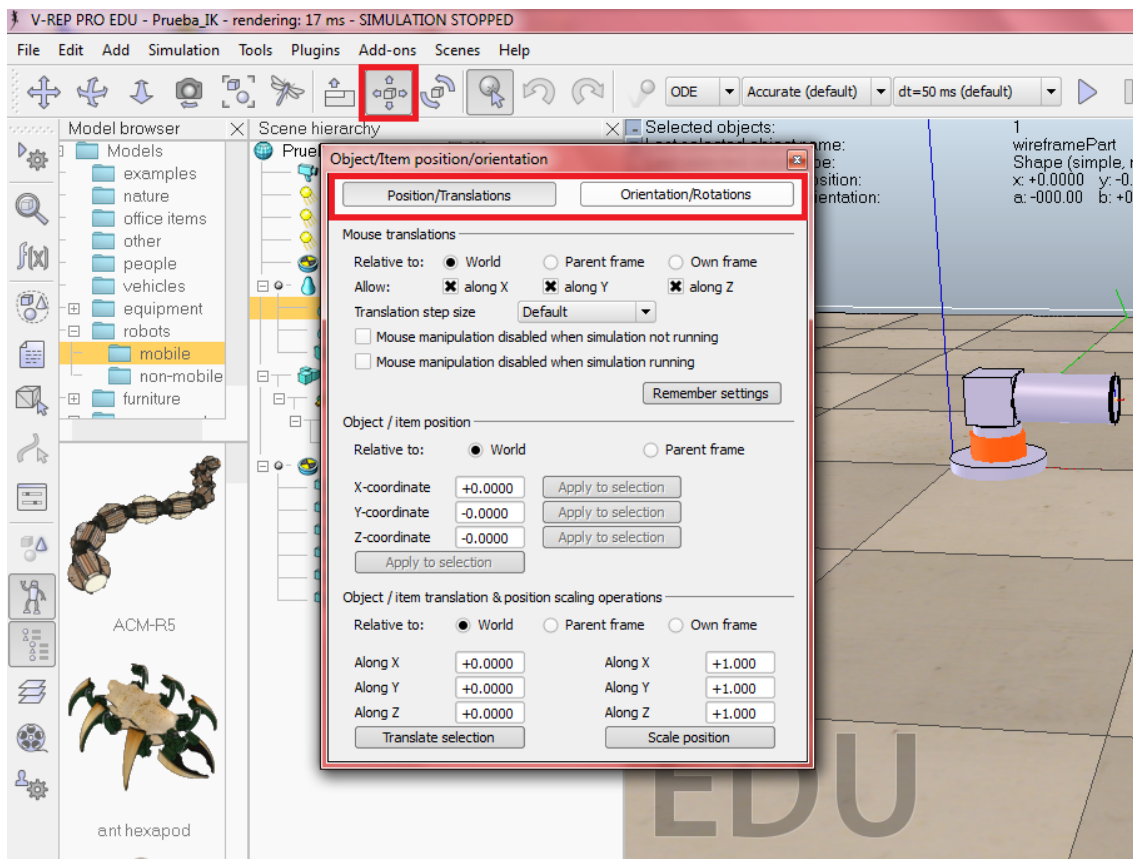 V-REP PRO EDU - Prueba_IK - rendering: 17 ms - SIMULATION STOPPED
File Edit Add Simulation Tools Plugins Add-ons Scenes Help
ODE Accurate (default) dt=50 ms (default)
Model browser
Models
examples
nature
office items
other
people
vehicles
equipment
robots
mobile
non-mobile
furniture
ACM-R5
ant hexapod
Scene hierarchy
Object/Item position/orientation
Position/Translations Orientation/Rotations
Mouse translations
Relative to: World Parent frame Own frame
Allow: along X along Y along Z
Translation step size Default
Mouse manipulation disabled when simulation not running
Mouse manipulation disabled when simulation running
Remember settings
Object / item position
Relative to: World Parent frame
X-coordinate +0.0000 Apply to selection
Y-coordinate -0.0000 Apply to selection
Z-coordinate -0.0000 Apply to selection
Apply to selection
Object / item translation & position scaling operations
Relative to: World Parent frame Own frame
Along X +0.0000 Along X +1.000
Along Y +0.0000 Along Y +1.000
Along Z +0.0000 Along Z +1.000
Translate selection Scale position
Selected objects: 1
wireframePart
Shape (simple,
x: +0.0000 y: -0.
a: -000.00 b: +0
EDU